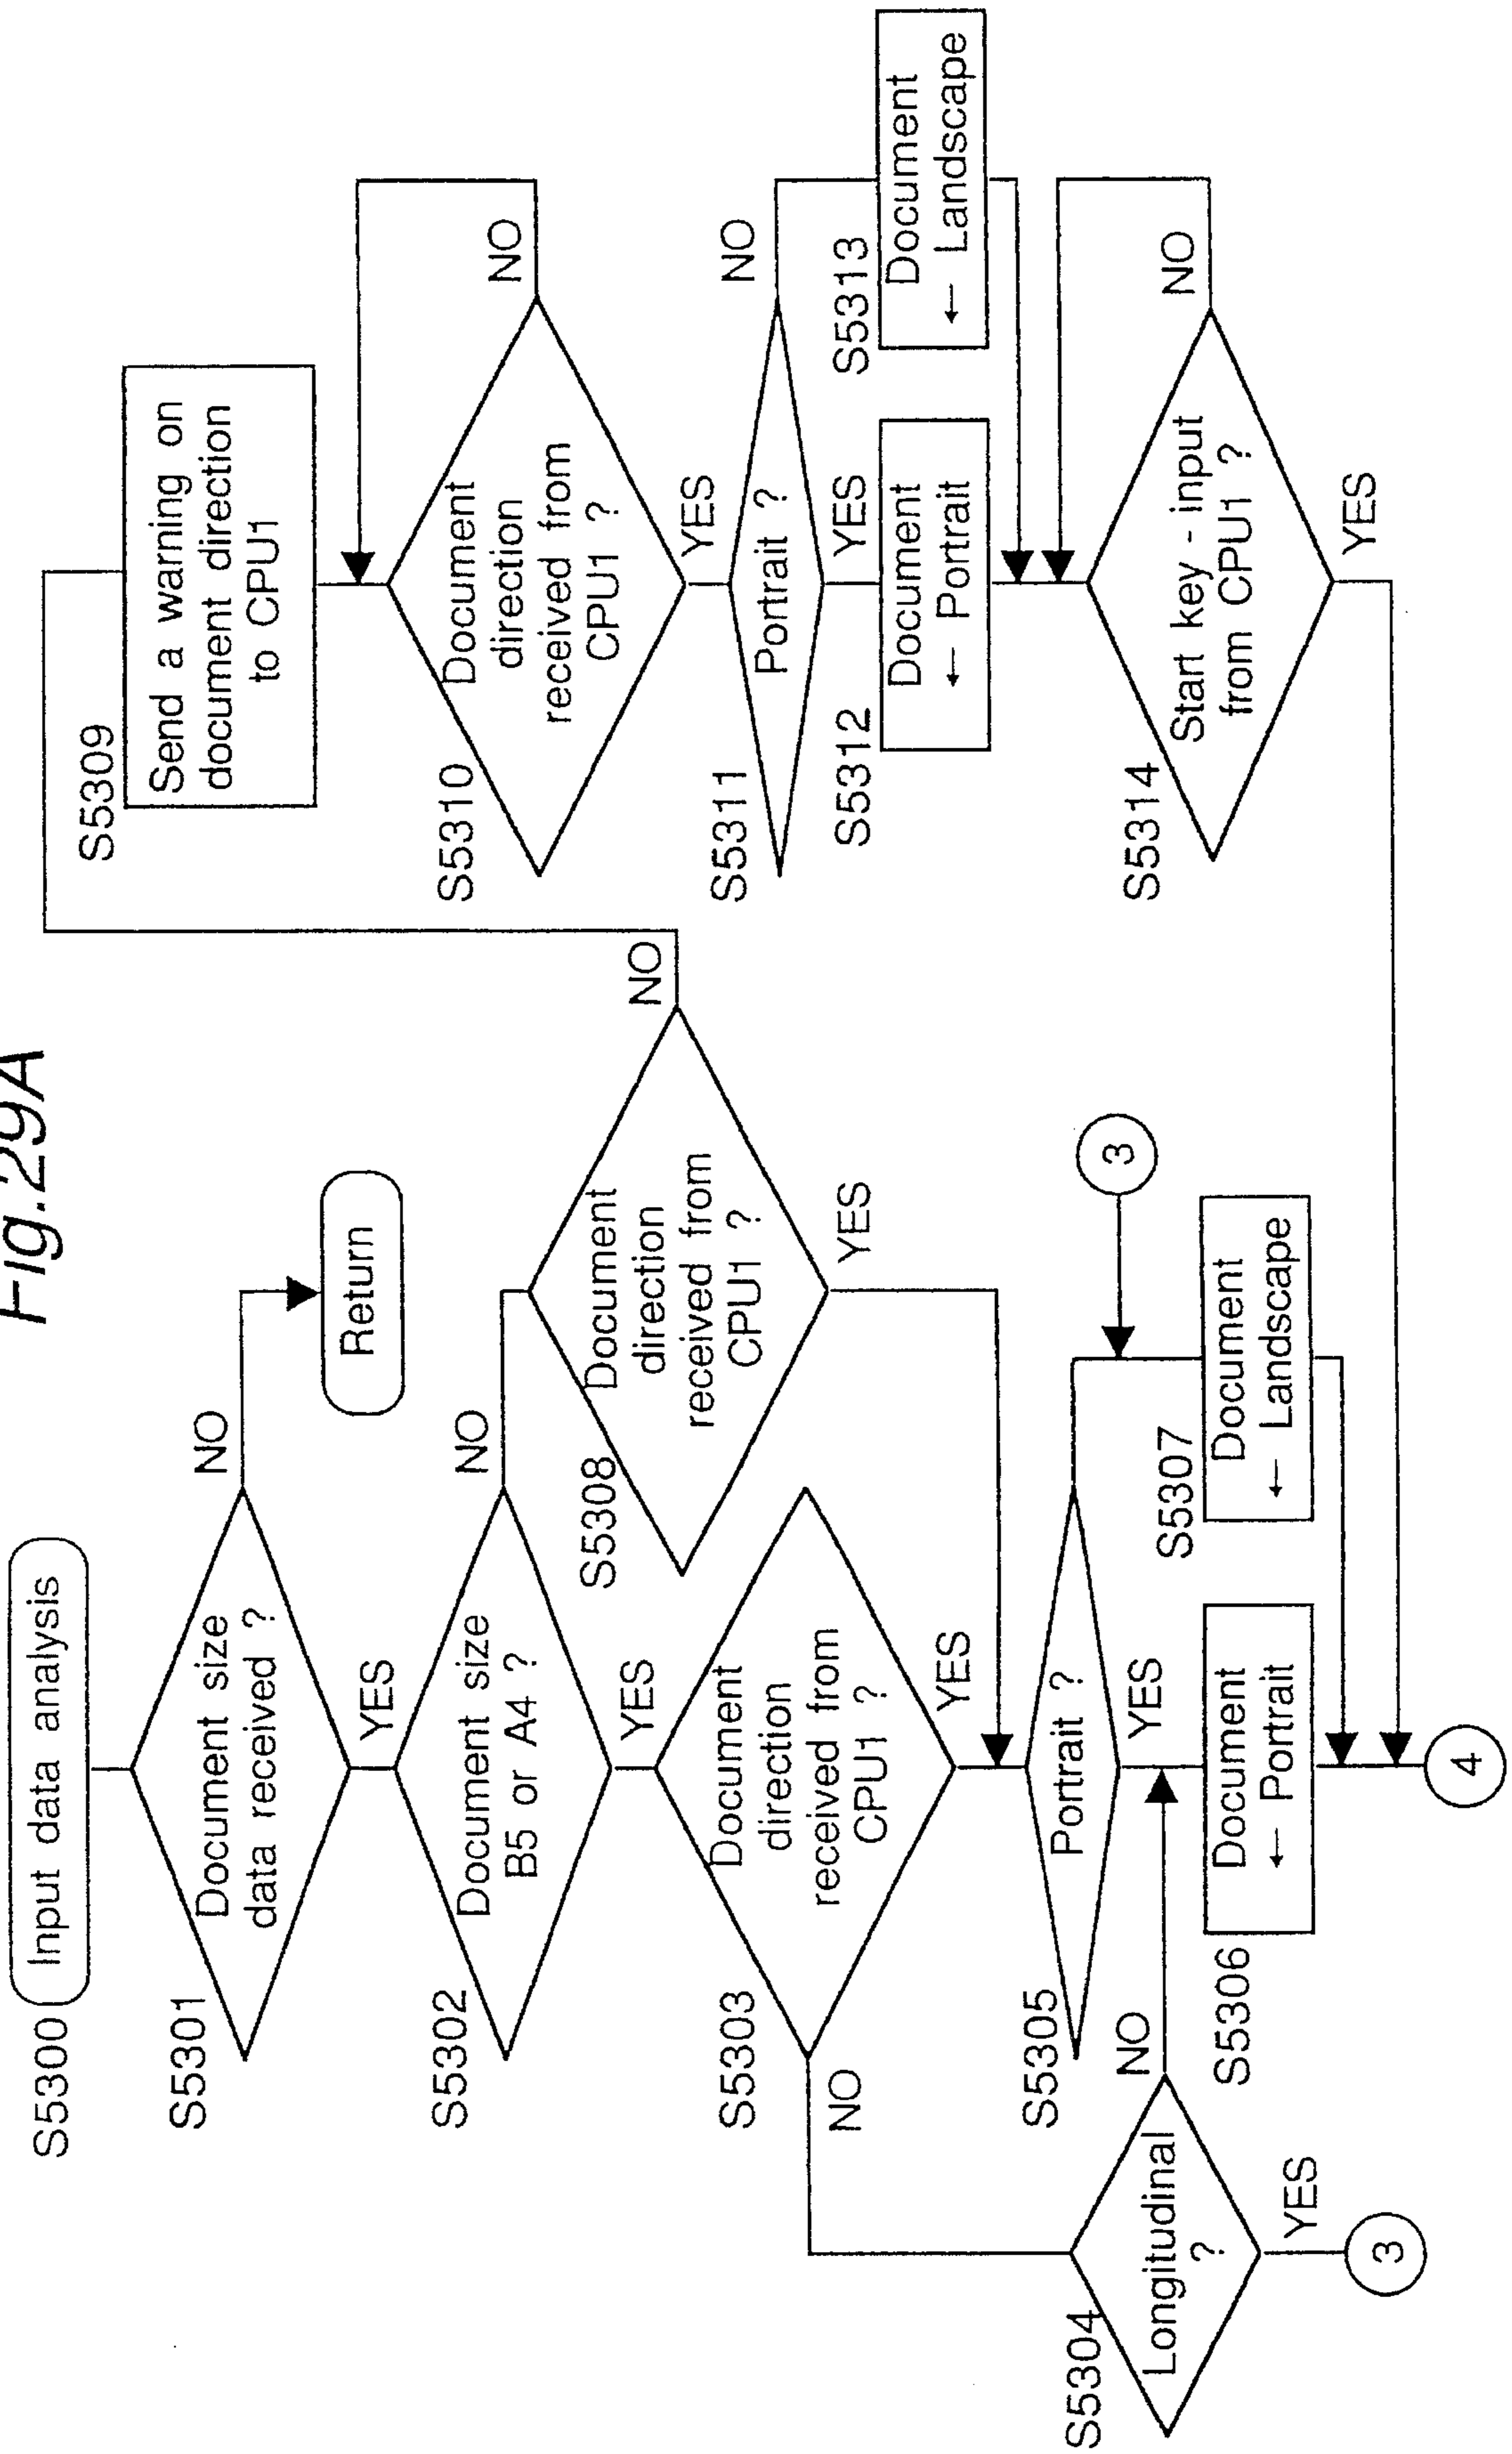 Fig.29A
S5300
Input data analysis
S5301
Document size
data received ?
NO
Return
YES
S5302
Document size
B5 or A4 ?
NO
YES
S5303
Document
direction
received from
CPU1 ?
NO
YES
S5304
Longitudinal
?
NO
YES
3
S5305
Portrait ?
YES
S5306
Document
← Portrait
3
S5307
Document
← Landscape
4
S5308
Document
direction
received from
CPU1 ?
NO
YES
S5309
Send a warning on
document direction
to CPU1
S5310
Document
direction
received from
CPU1 ?
NO
YES
S5311
Portrait ?
NO
YES
S5312
Document
← Portrait
S5313
Document
← Landscape
S5314
Start key - input
from CPU1 ?
NO
YES